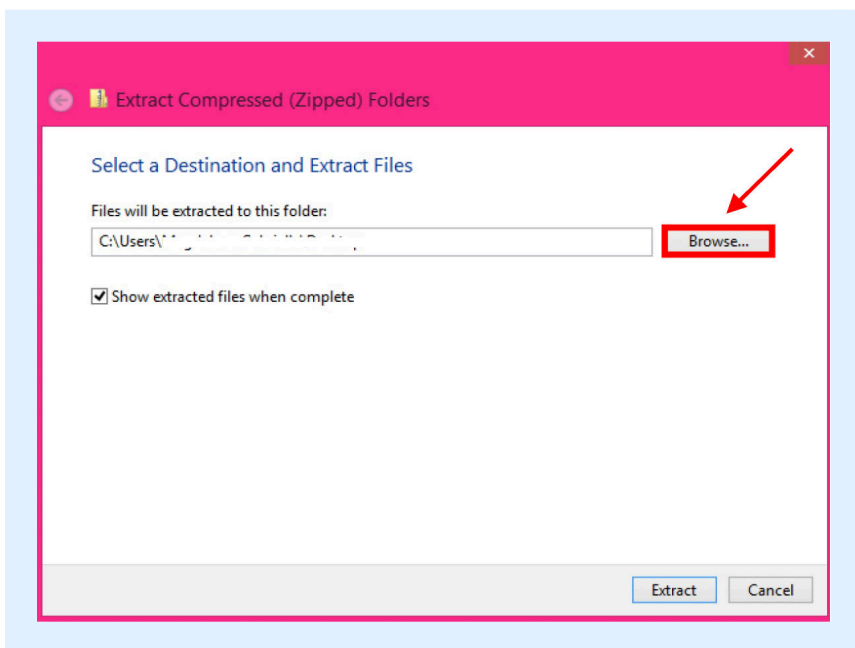 Extract Compressed (Zipped) Folders
Select a Destination and Extract Files
Files will be extracted to this folder:
C:\Users\
Browse...
Show extracted files when complete
Extract
Cancel